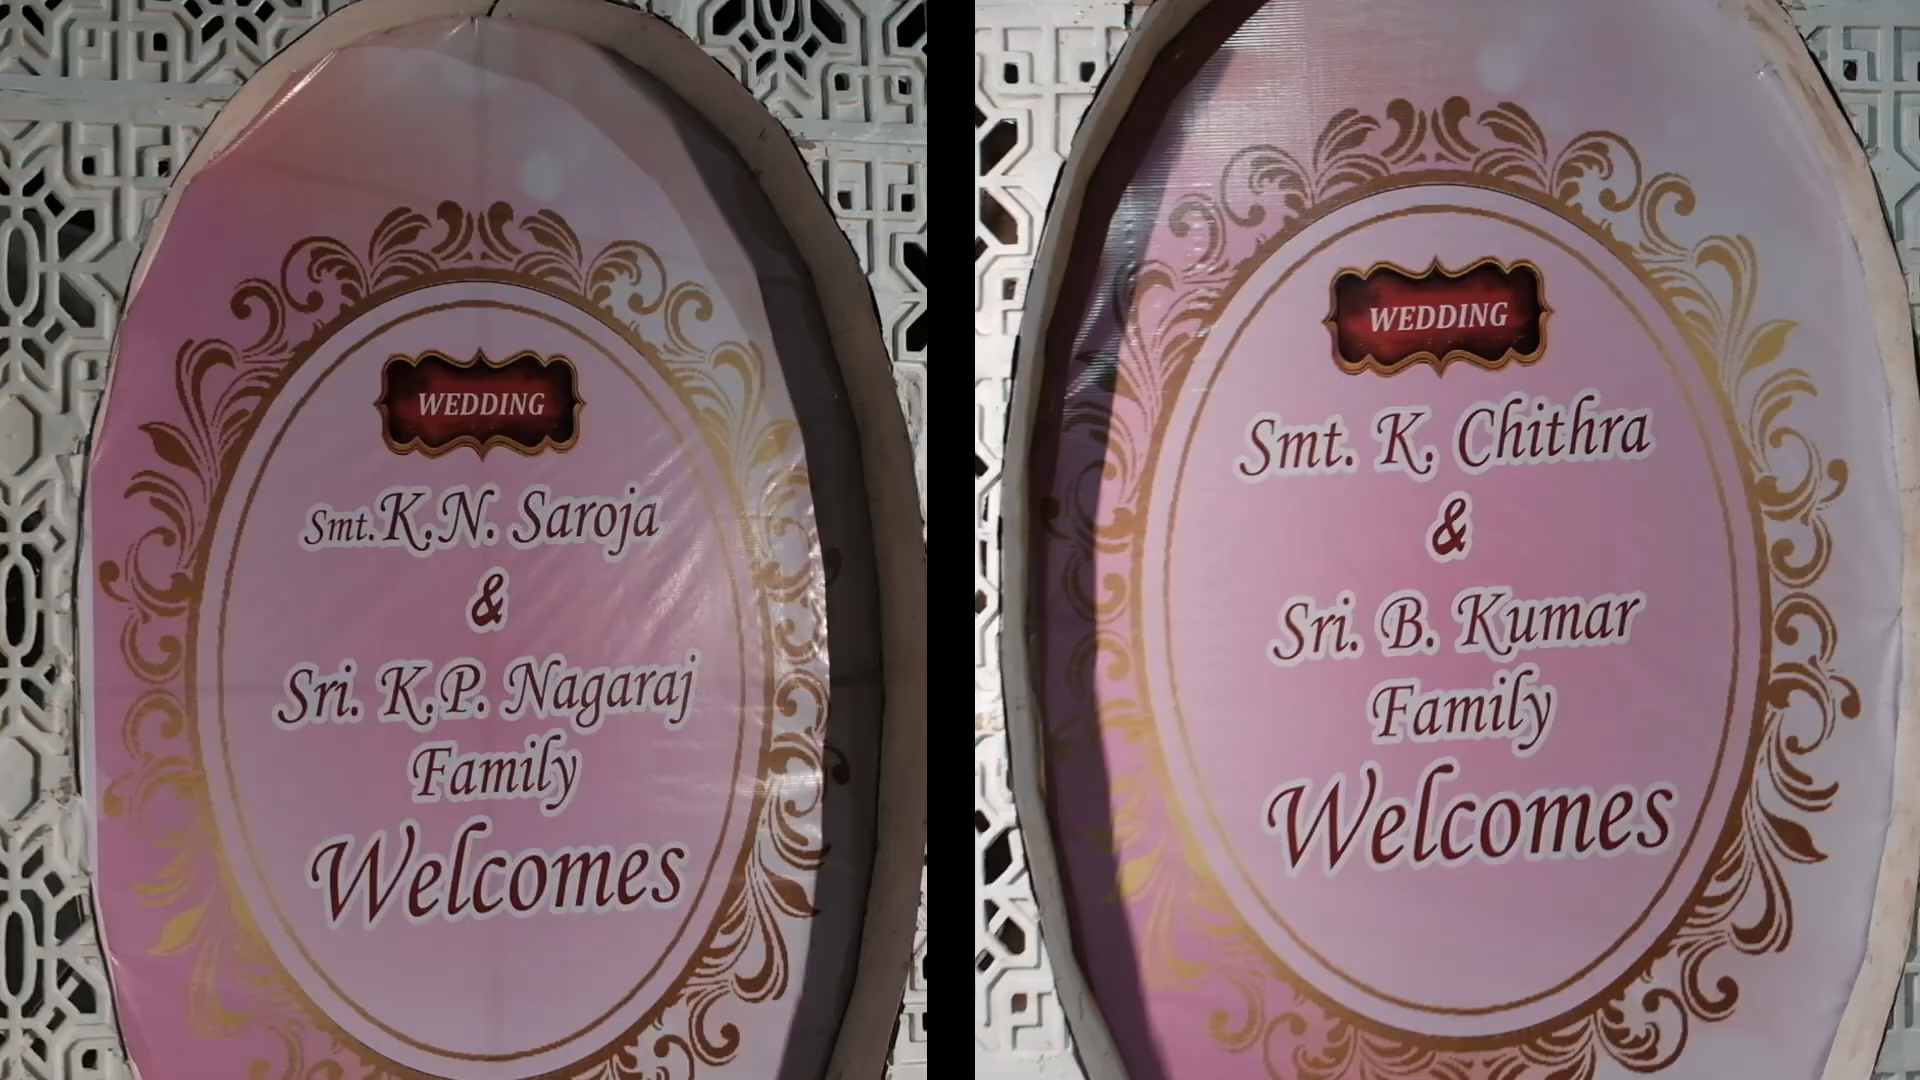 WEDDING
Smt. K.N. Saroja
&
Sri. K.P. Nagaraj
Family
Welcomes
WEDDING
Smt. K. Chithra
&
Sri. B. Kumar
Family
Welcomes